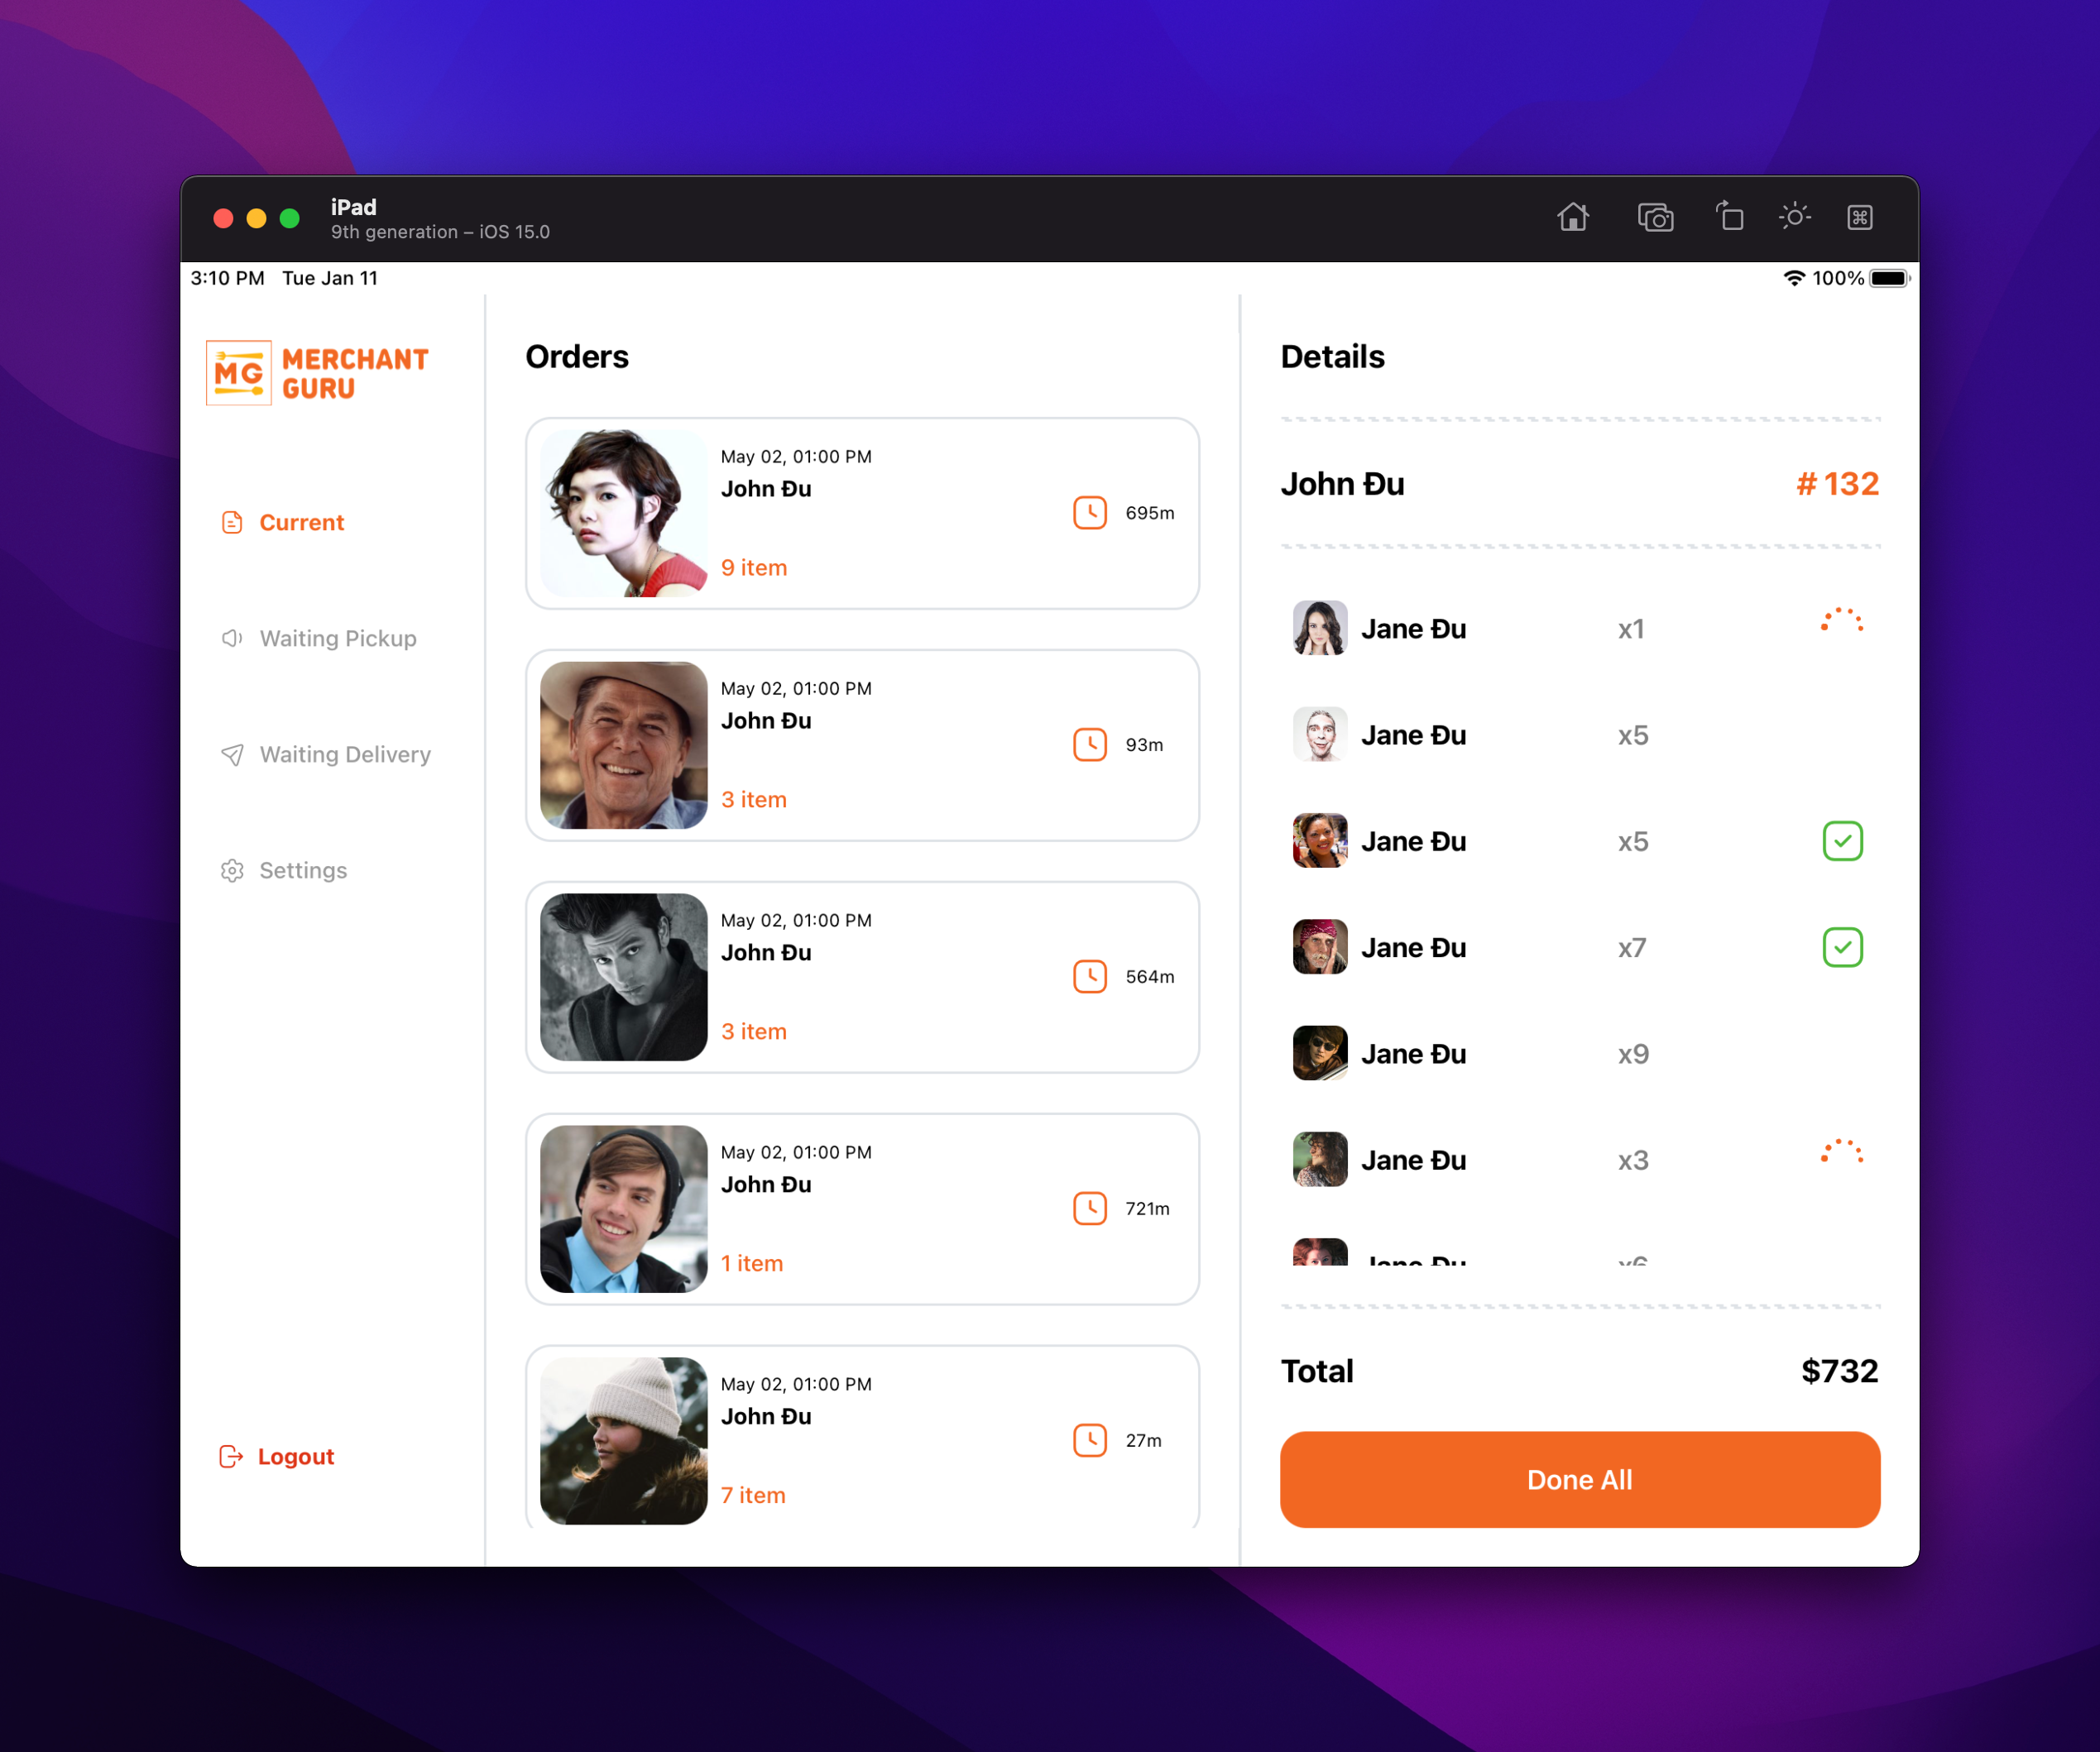 iPad
9th generation – iOS 15.0
3:10 PM Tue Jan 11
100%
MG
MERCHANT
GURU
Current
Waiting Pickup
Waiting Delivery
Settings
Logout
Orders
May 02, 01:00 PM
John Đu
9 item
695m
May 02, 01:00 PM
John Đu
3 item
93m
May 02, 01:00 PM
John Đu
3 item
564m
May 02, 01:00 PM
John Đu
1 item
721m
May 02, 01:00 PM
John Đu
7 item
27m
Details
John Đu # 132
Jane Đu x1
Jane Đu x5
Jane Đu x5
Jane Đu x7
Jane Đu x9
Jane Đu x3
Jane Đu x6
Total $732
Done All